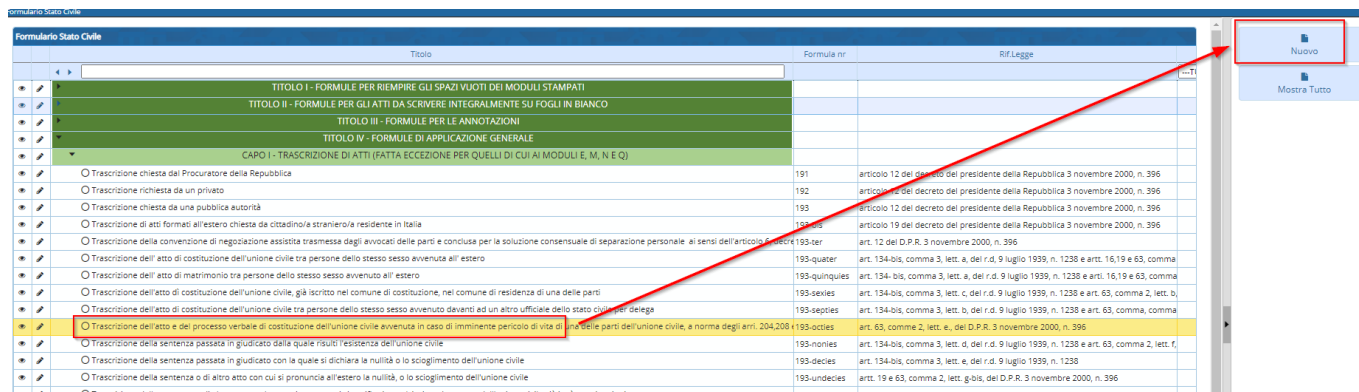 Formulario Stato Civile
Formulario Stato Civile
Titolo Formula nr Rif.Legge
TITOLO I - FORMULE PER RIEMPIRE GLI SPAZI VUOTI DEI MODULI STAMPATI
TITOLO II - FORMULE PER GLI ATTI DA SCRIVERE INTEGRALMENTE SU FOGLI IN BIANCO
TITOLO III - FORMULE PER LE ANNOTAZIONI
TITOLO IV - FORMULE DI APPLICAZIONE GENERALE
CAPO I - TRASCRIZIONE DI ATTI (FATTA ECCEZIONE PER QUELLI DI CUI AI MODULI E, M, N E Q)
Trascrizione chiesta dal Procuratore della Repubblica 191 articolo 12 del decreto del presidente della Repubblica 3 novembre 2000, n. 396
Trascrizione richiesta da un privato 192 articolo 12 del decreto del presidente della Repubblica 3 novembre 2000, n. 396
Trascrizione chiesta da una pubblica autorità 193 articolo 12 del decreto del presidente della Repubblica 3 novembre 2000, n. 396
Trascrizione di atti formati all'estero chiesta da cittadino/a straniero/a residente in Italia 193-bis articolo 19 del decreto del presidente della Repubblica 3 novembre 2000, n. 396
Trascrizione della convenzione di negoziazione assistita trasmessa dagli avvocati delle parti e conclusa per la soluzione consensuale di separazione personale ai sensi dell'articolo 6, decre 193-ter art. 12 del D.P.R. 3 novembre 2000, n. 396
Trascrizione dell' atto di costituzione dell'unione civile tra persone dello stesso sesso avvenuta all' estero 193-quater art. 134-bis, comma 3, lett. a, del r.d. 9 luglio 1939, n. 1238 e artt. 16,19 e 63, comma
Trascrizione dell' atto di matrimonio tra persone dello stesso sesso avvenuto all' estero 193-quinquies art. 134- bis, comma 3, lett. a, del r.d. 9 luglio 1939, n. 1238 e artt. 16,19 e 63, comma
Trascrizione dell'atto di costituzione dell'unione civile, già iscritto nel comune di costituzione, nel comune di residenza di una delle parti 193-sexies art. 134-bis, comma 3, lett. c, del r.d. 9 luglio 1939, n. 1238 e art. 63, comma 2, lett. b,
Trascrizione dell'atto di costituzione dell'unione civile tra persone dello stesso sesso avvenuto davanti ad un altro ufficiale dello stato civile per delega 193-septies art. 134-bis, comma 3, lett. b, del r.d. 9 luglio 1939, n. 1238 e art. 63, comma, comma
Trascrizione dell'atto e del processo verbale di costituzione dell'unione civile avvenuta in caso di imminente pericolo di vita di una delle parti dell'unione civile, a norma degli arri. 204,208 e 193-octies art. 63, comme 2, lett. e., del D.P.R. 3 novembre 2000, n. 396
Trascrizione della sentenza passata in giudicato dalla quale risulti l'esistenza dell'unione civile 193-nonies art. 134-bis, comma 3, lett. d, del r.d. 9 luglio 1939, n. 1238 e art. 63, comma 2, lett. f,
Trascrizione della sentenza passata in giudicato con la quale si dichiara la nullità o lo scioglimento dell'unione civile 193-decies art. 134-bis, comma 3, lett. e, del r.d. 9 luglio 1939, n. 1238
Trascrizione della sentenza o di altro atto con cui si pronuncia all'estero la nullità, o lo scioglimento dell'unione civile 193-undecies artt. 19 e 63, comma 2, lett. g-bis, del D.P.R. 3 novembre 2000, n. 396
Nuovo
Mostra Tutto